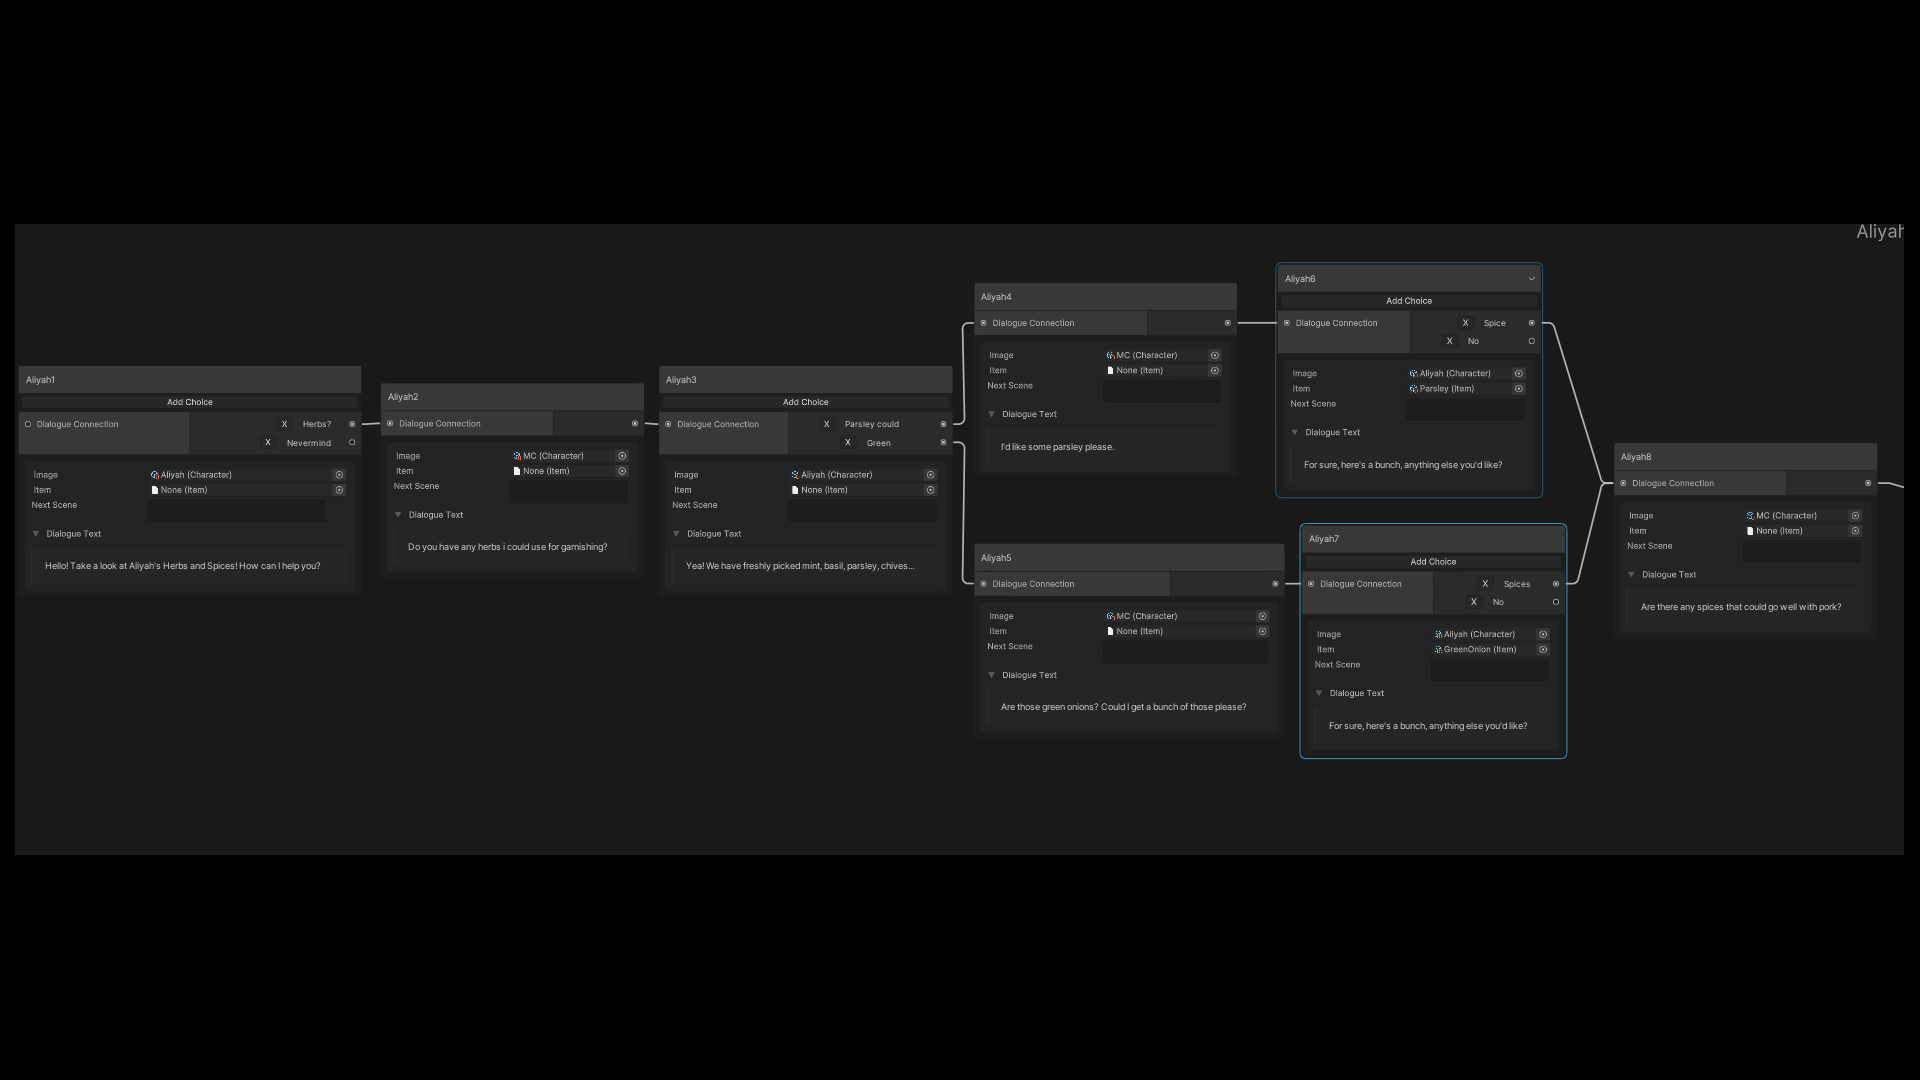 Aliyah
Aliyah1
Add Choice
Dialogue Connection
X Herbs?
X Nevermind
Image Aliyah (Character)
Item None (Item)
Next Scene
Dialogue Text
Hello! Take a look at Aliyah's Herbs and Spices! How can I help you?
Aliyah2
Dialogue Connection
Image MC (Character)
Item None (Item)
Next Scene
Dialogue Text
Do you have any herbs i could use for garnishing?
Aliyah3
Add Choice
Dialogue Connection
X Parsley could
X Green
Image Aliyah (Character)
Item None (Item)
Next Scene
Dialogue Text
Yea! We have freshly picked mint, basil, parsley, chives...
Aliyah4
Dialogue Connection
Image MC (Character)
Item None (Item)
Next Scene
Dialogue Text
I'd like some parsley please.
Aliyah5
Dialogue Connection
Image MC (Character)
Item None (Item)
Next Scene
Dialogue Text
Are those green onions? Could I get a bunch of those please?
Aliyah6
Add Choice
Dialogue Connection
X Spice
X No
Image Aliyah (Character)
Item Parsley (Item)
Next Scene
Dialogue Text
For sure, here's a bunch, anything else you'd like?
Aliyah7
Add Choice
Dialogue Connection
X Spices
X No
Image Aliyah (Character)
Item GreenOnion (Item)
Next Scene
Dialogue Text
For sure, here's a bunch, anything else you'd like?
Aliyah8
Dialogue Connection
Image MC (Character)
Item None (Item)
Next Scene
Dialogue Text
Are there any spices that could go well with pork?